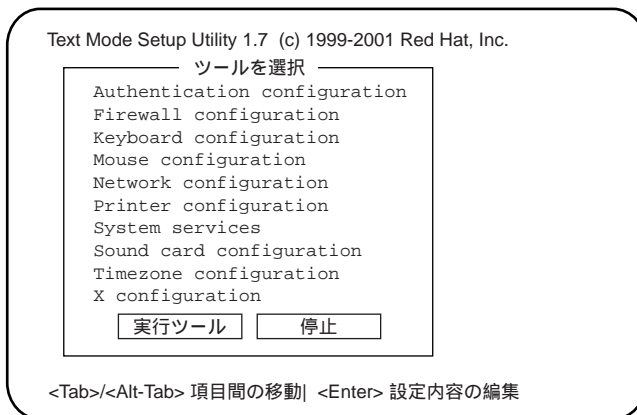 Text Mode Setup Utility 1.7 (c) 1999-2001 Red Hat, Inc.
ツールを選択
Authentication configuration
Firewall configuration
Keyboard configuration
Mouse configuration
Network configuration
Printer configuration
System services
Sound card configuration
Timezone configuration
X configuration
実行ツール 停止
<Tab>/<Alt-Tab> 項目間の移動| <Enter> 設定内容の編集